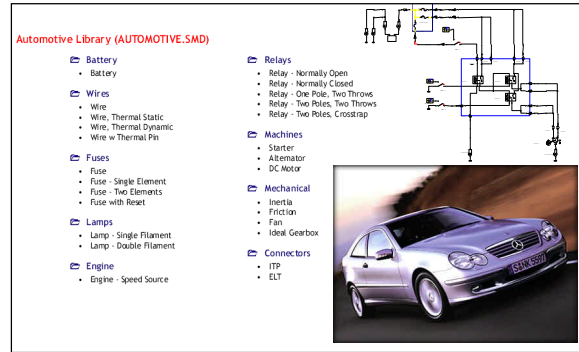 Automotive Library (AUTOMOTIVE.SMD)
Battery
Battery
Wires
Wire
Wire, Thermal Static
Wire, Thermal Dynamic
Wire w Thermal Pin
Fuses
Fuse
Fuse - Single Element
Fuse - Two Elements
Fuse with Reset
Lamps
Lamp - Single Filament
Lamp - Double Filament
Engine
Engine - Speed Source
Relays
Relay - Normally Open
Relay - Normally Closed
Relay - One Pole, Two Throws
Relay - Two Poles, Two Throws
Relay - Two Poles, Crosstrap
Machines
Starter
Alternator
DC Motor
Mechanical
Inertia
Friction
Fan
Ideal Gearbox
Connectors
ITP
ELT